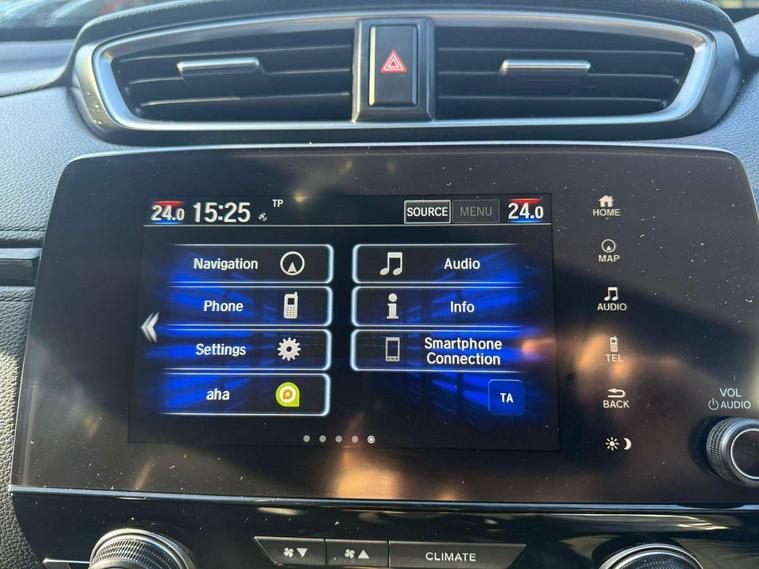 24.0 15:25 TP SOURCE MENU 24.0
Navigation
Audio
Phone
Info
Settings
Smartphone
Connection
aha
TA
HOME
MAP
AUDIO
TEL
BACK
VOL
AUDIO
CLIMATE